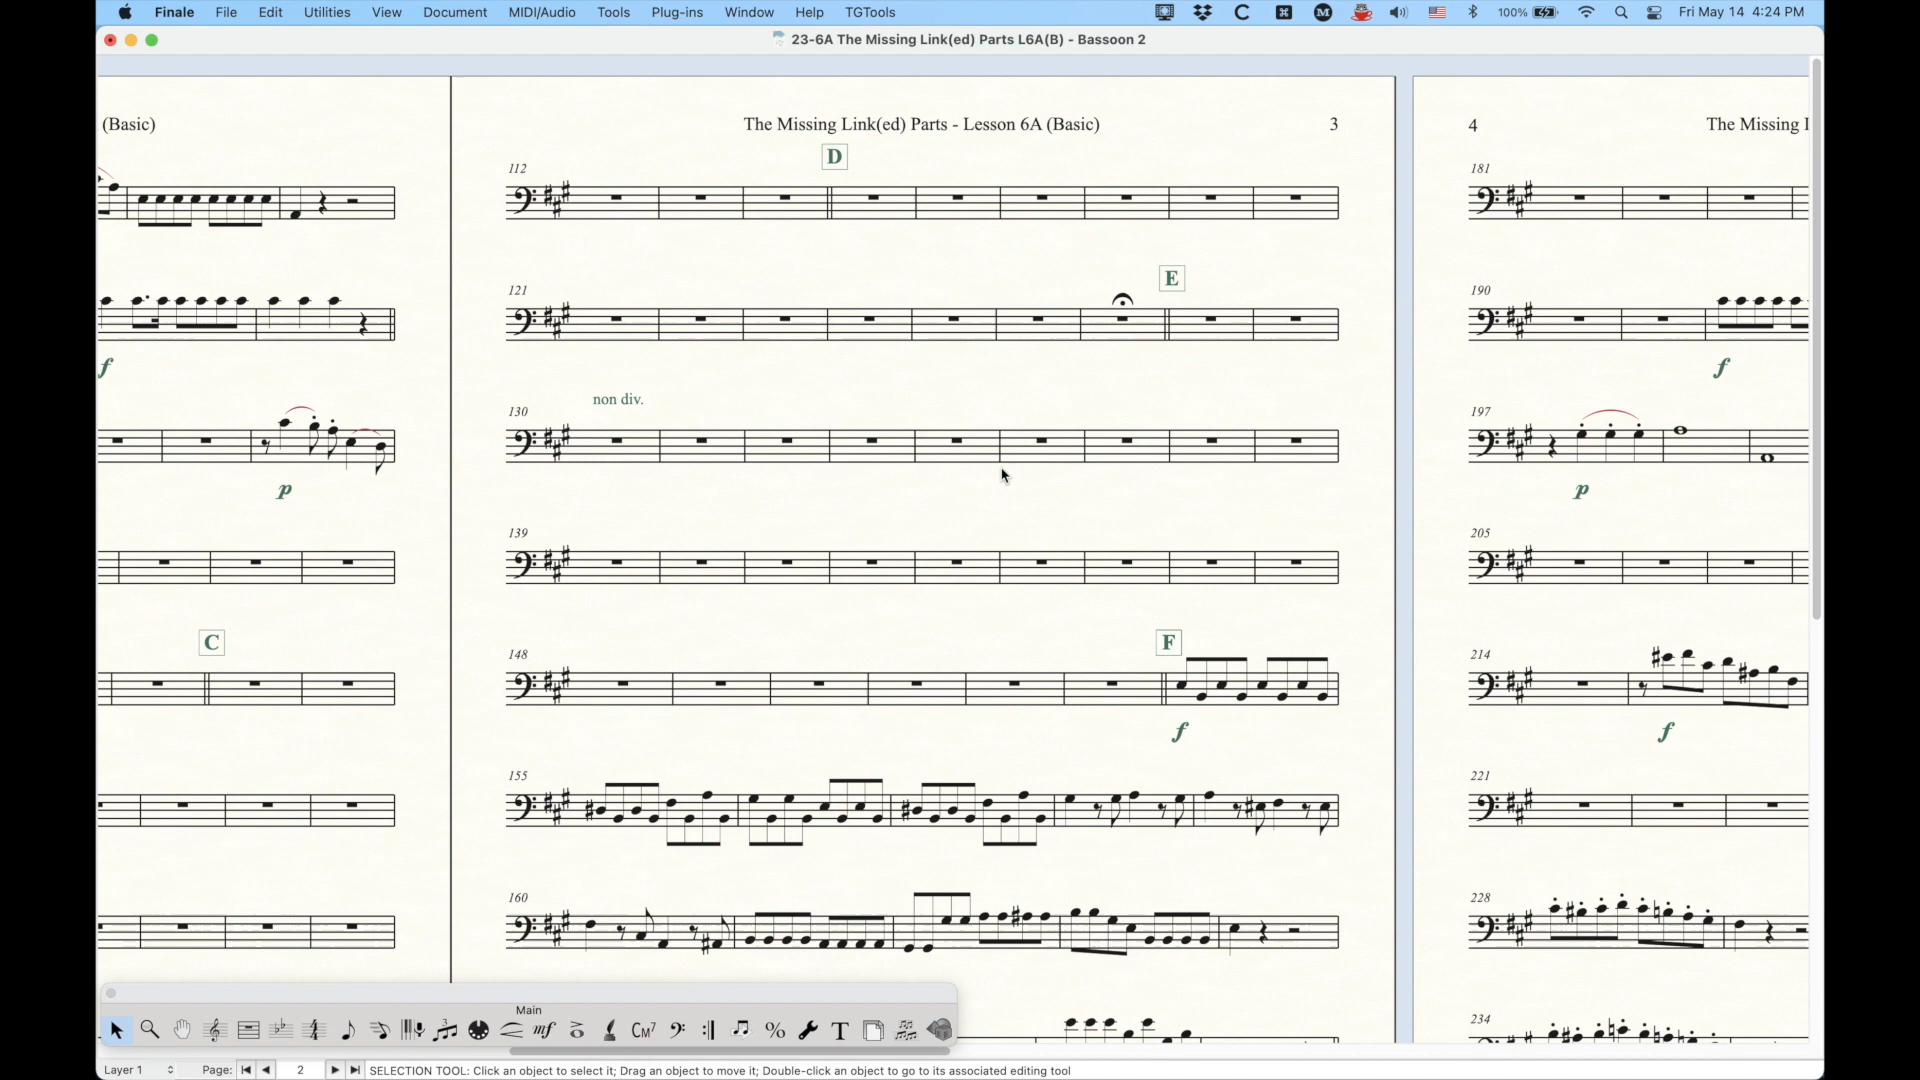 Finale File Edit Utilities View Document MIDI/Audio Tools Plug-ins Window Help TGTools 100% Fri May 14 4:24 PM
23-6A The Missing Link(ed) Parts L6A(B) - Bassoon 2
(Basic)
f
p
C
The Missing Link(ed) Parts - Lesson 6A (Basic) 3
D
112
E
121
non div.
130
139
F
148
f
155
160
4 The Missing
181
190
f
197
p
205
214
f
221
228
234
Main
mf CM7 % T
Layer 1 Page: 2 SELECTION TOOL: Click an object to select it; Drag an object to move it; Double-click an object to go to its associated editing tool